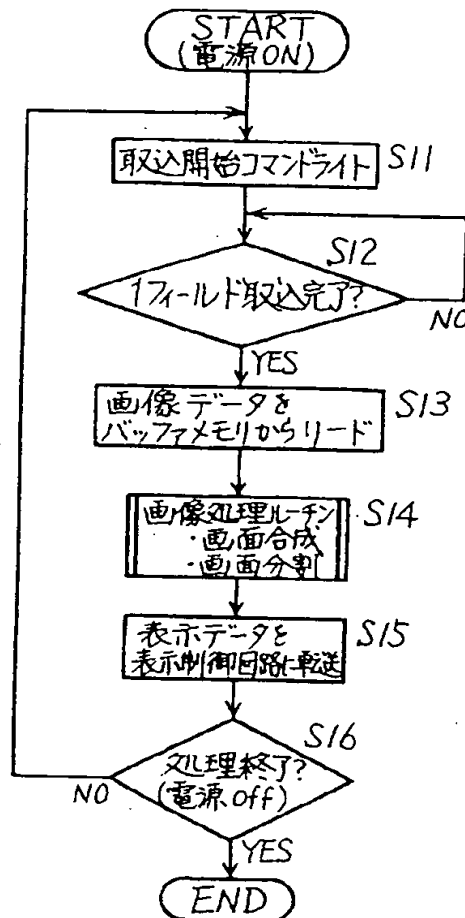 START
(電源ON)
取込開始コマンドライト
S11
S12
1フィールド取込完了?
NO
YES
画像データを
バッファメモリからリード
S13
画像処理ルーチン
・画面合成
・画面分割
S14
表示データを
表示制御回路に転送
S15
S16
処理終了?
(電源Off)
NO
YES
END